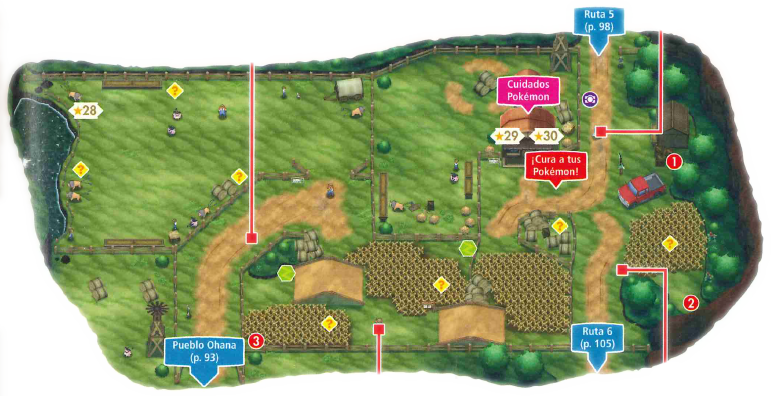 Ruta 5
(p. 98)
Cuidados
Pokémon
28
29
30
¡Cura a tus
Pokémon!
1
?
?
?
?
?
?
?
2
3
Pueblo Ohana
(p. 93)
Ruta 6
(p. 105)